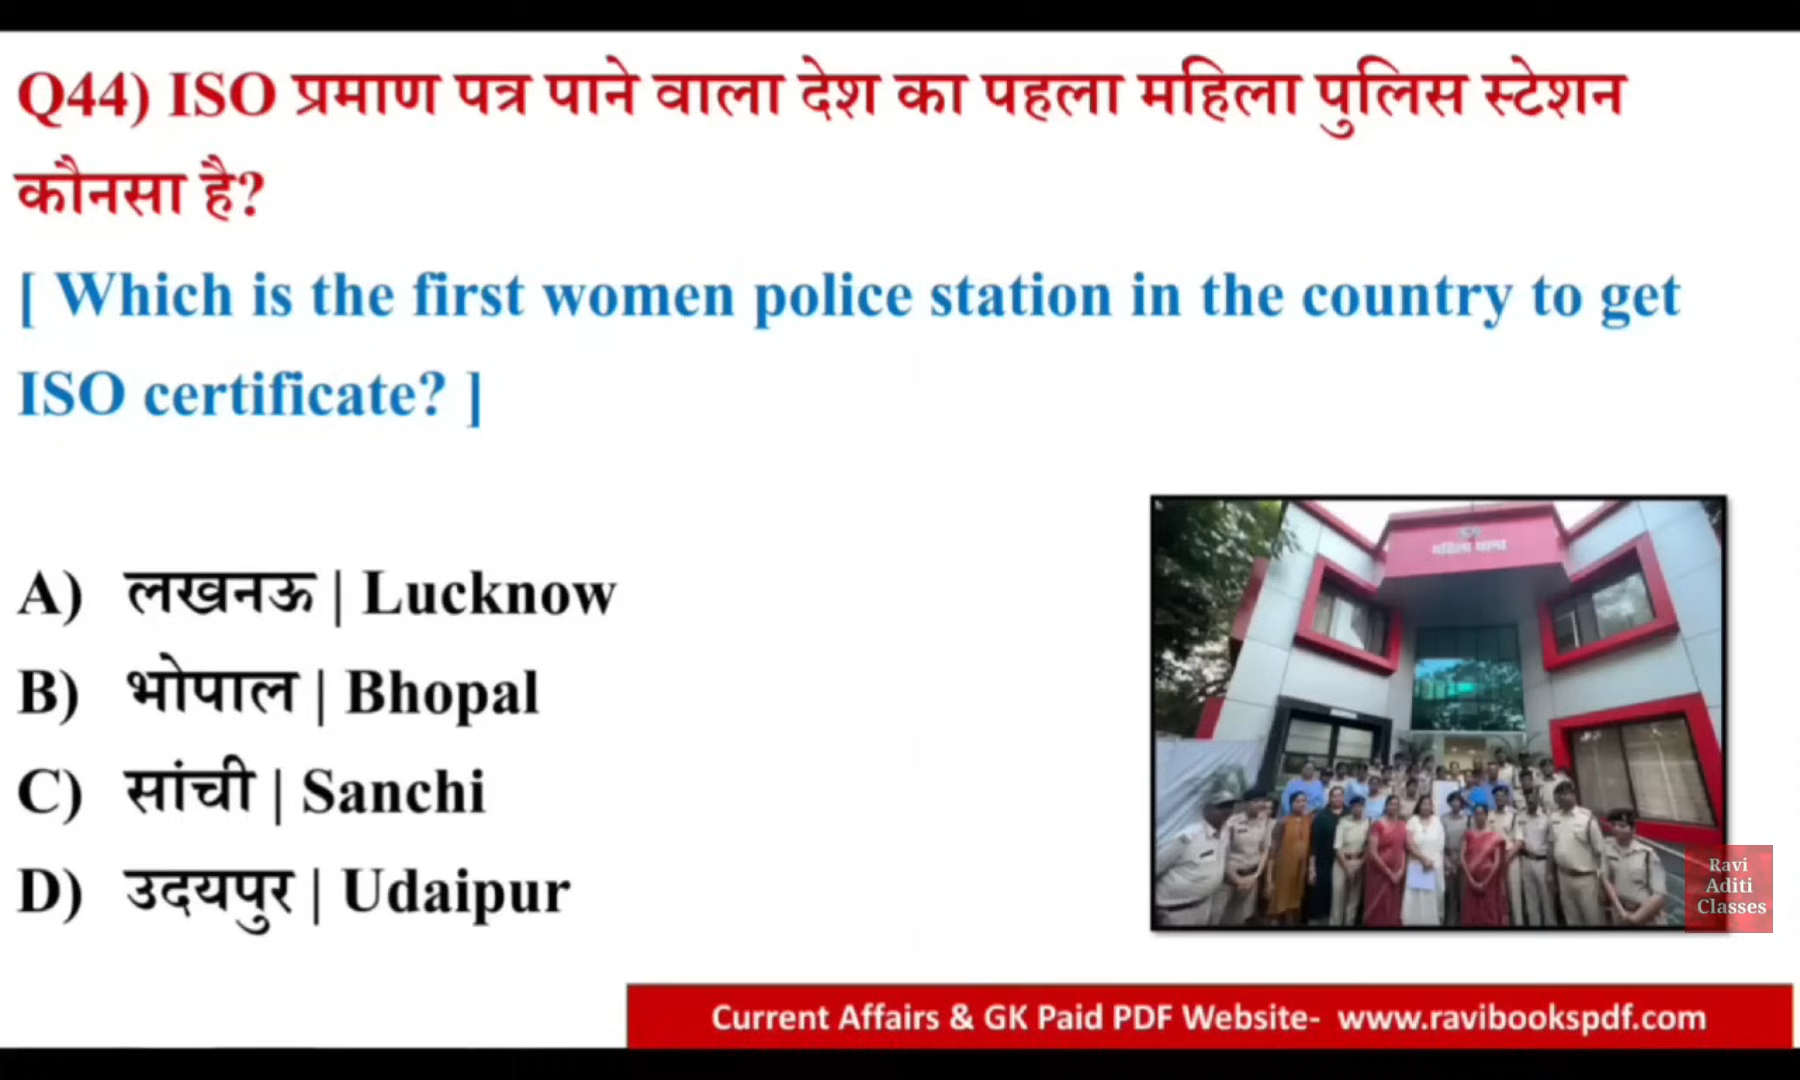 Q44) ISO प्रमाण पत्र पाने वाला देश का पहला महिला पुलिस स्टेशन
कौनसा है?
[ Which is the first women police station in the country to get
ISO certificate? ]
A) लखनऊ | Lucknow
B) भोपाल | Bhopal
C) सांची | Sanchi
D) उदयपुर | Udaipur
महिला थाना
Ravi
Aditi
Classes
Current Affairs & GK Paid PDF Website- www.ravibookspdf.com